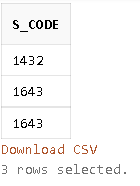 S_CODE
1432
1643
1643
Download CSV
3 rows selected.